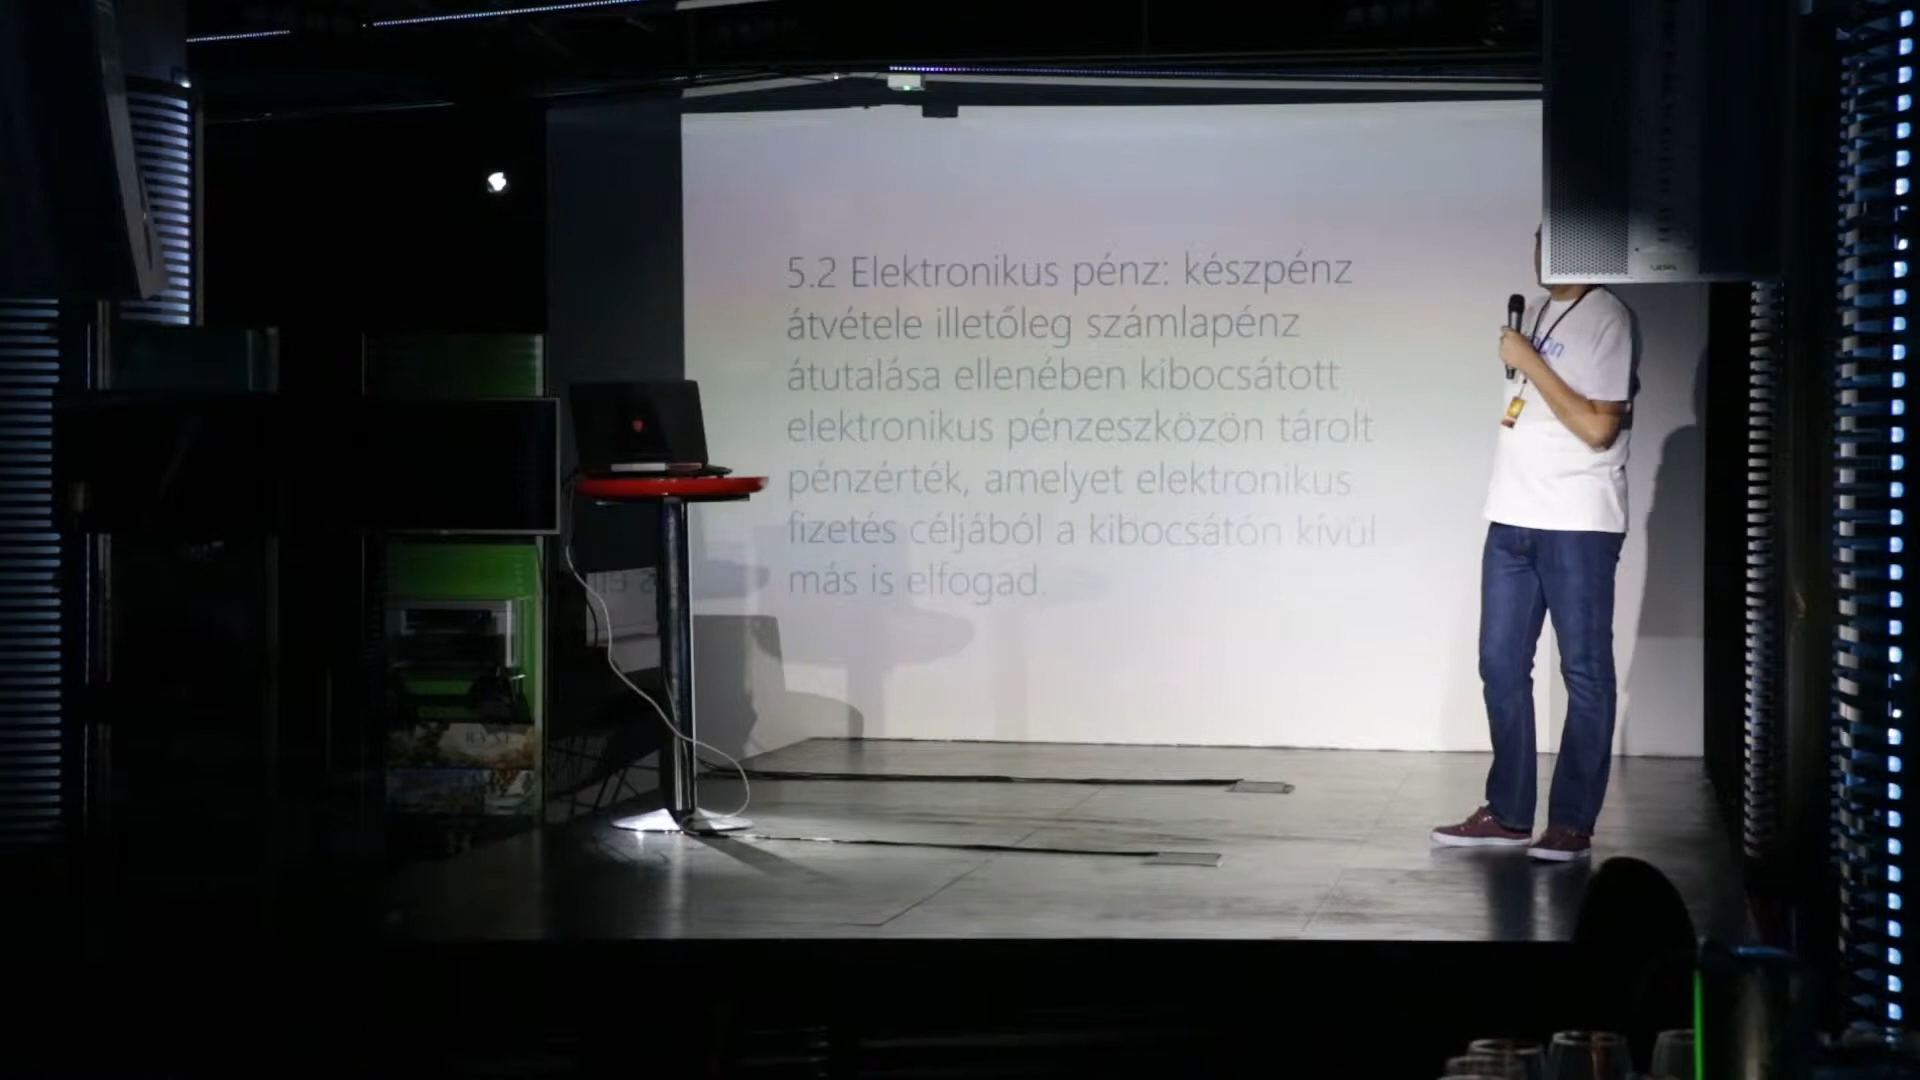 5.2 Elektronikus pénz: készpénz
átvétele illetőleg számlapénz
átutalása ellenében kibocsátott
elektronikus pénzeszközön tárolt
pénzérték, amelyet elektronikus
fizetés céljából a kibocsátón kívül
más is elfogad.